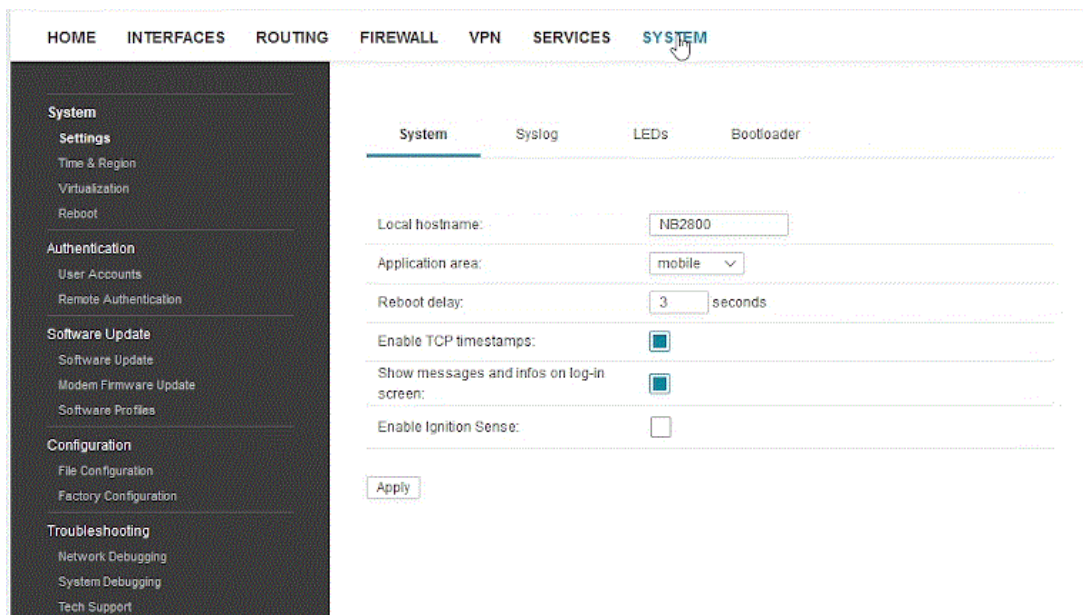 HOME INTERFACES ROUTING FIREWALL VPN SERVICES SYSTEM
System
Settings
Time & Region
Virtualization
Reboot
Authentication
User Accounts
Remote Authentication
Software Update
Software Update
Modem Firmware Update
Software Profiles
Configuration
File Configuration
Factory Configuration
Troubleshooting
Network Debugging
System Debugging
Tech Support
System Syslog LEDs Bootloader
Local hostname: NB2800
Application area: mobile
Reboot delay: 3 seconds
Enable TCP timestamps:
Show messages and infos on log-in
screen:
Enable Ignition Sense:
Apply